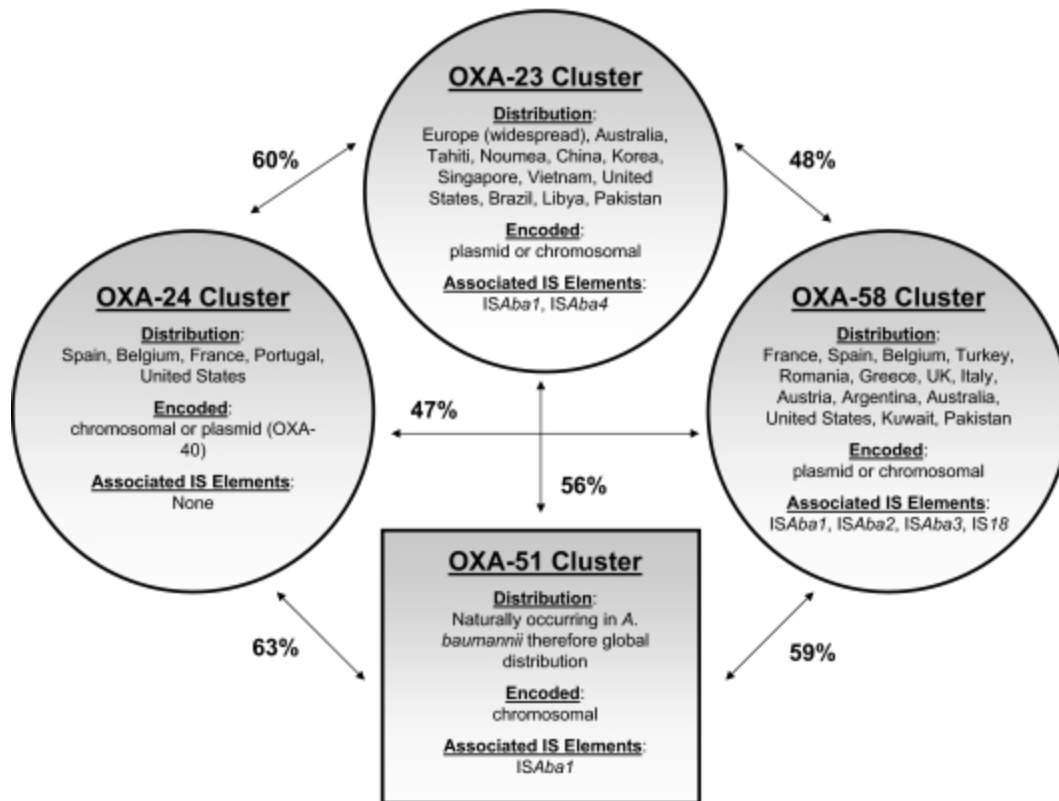 OXA-23 Cluster
Distribution:
Europe (widespread), Australia,
Tahiti, Noumea, China, Korea,
Singapore, Vietnam, United
States, Brazil, Libya, Pakistan
Encoded:
plasmid or chromosomal
Associated IS Elements:
ISAba1, ISAba4
60%
48%
OXA-24 Cluster
Distribution:
Spain, Belgium, France, Portugal,
United States
Encoded:
chromosomal or plasmid (OXA-
40)
Associated IS Elements:
None
OXA-58 Cluster
Distribution:
France, Spain, Belgium, Turkey,
Romania, Greece, UK, Italy,
Austria, Argentina, Australia,
United States, Kuwait, Pakistan
Encoded:
plasmid or chromosomal
Associated IS Elements:
ISAba1, ISAba2, ISAba3, IS18
47%
56%
OXA-51 Cluster
Distribution:
Naturally occurring in A.
baumannii therefore global
distribution
Encoded:
chromosomal
Associated IS Elements:
ISAba1
63%
59%